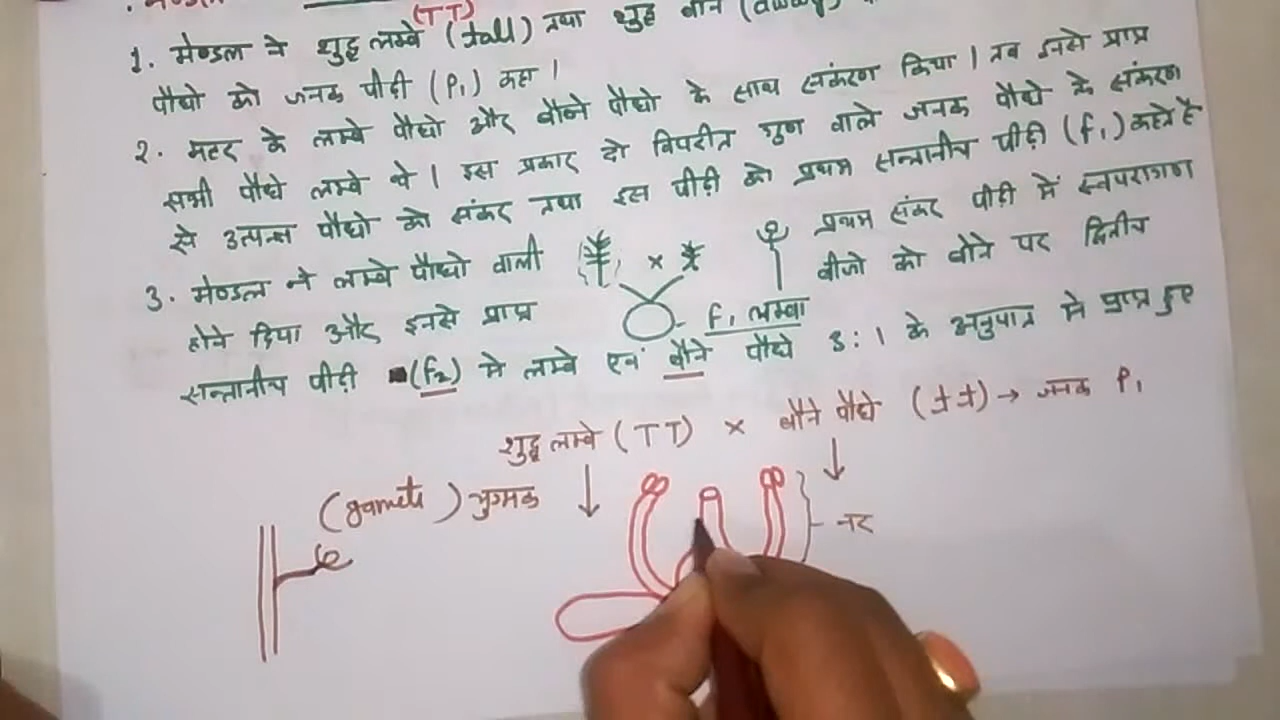 (TT)
1. मेण्डल ने शुद्ध लम्बे (tall) तथा शुद्ध बौने
पौधो को जनक पीढी (P1) कहा।
2. मटर के लम्बे पौधो और बौने पौधो के साथ संकरण किया। तब इनसे प्राप्त
सभी पौधे लम्बे थे। इस प्रकार दो विपरीत गुण वाले जनक पौधे के संकरण
से उत्पन्न पौधो को संकर तथा इस पीढी को प्रथम सन्तानीय पीढी (f1) कहते है
3. मेण्डल ने लम्बे पौधो वाली × प्रथम संकर पीढी में स्वपरागण
होने दिया और इनसे प्राप्त f1 लम्बा बीजो को बोने पर द्वितीय
सन्तानीय पीढी (f2) मे लम्बे एवं बौने पौधे 3:1 के अनुपात मे प्राप्त हुए
शुद्ध लम्बे (TT) × बौने पौधे (tt) → जनक P1
(gamete) युग्मक
नर